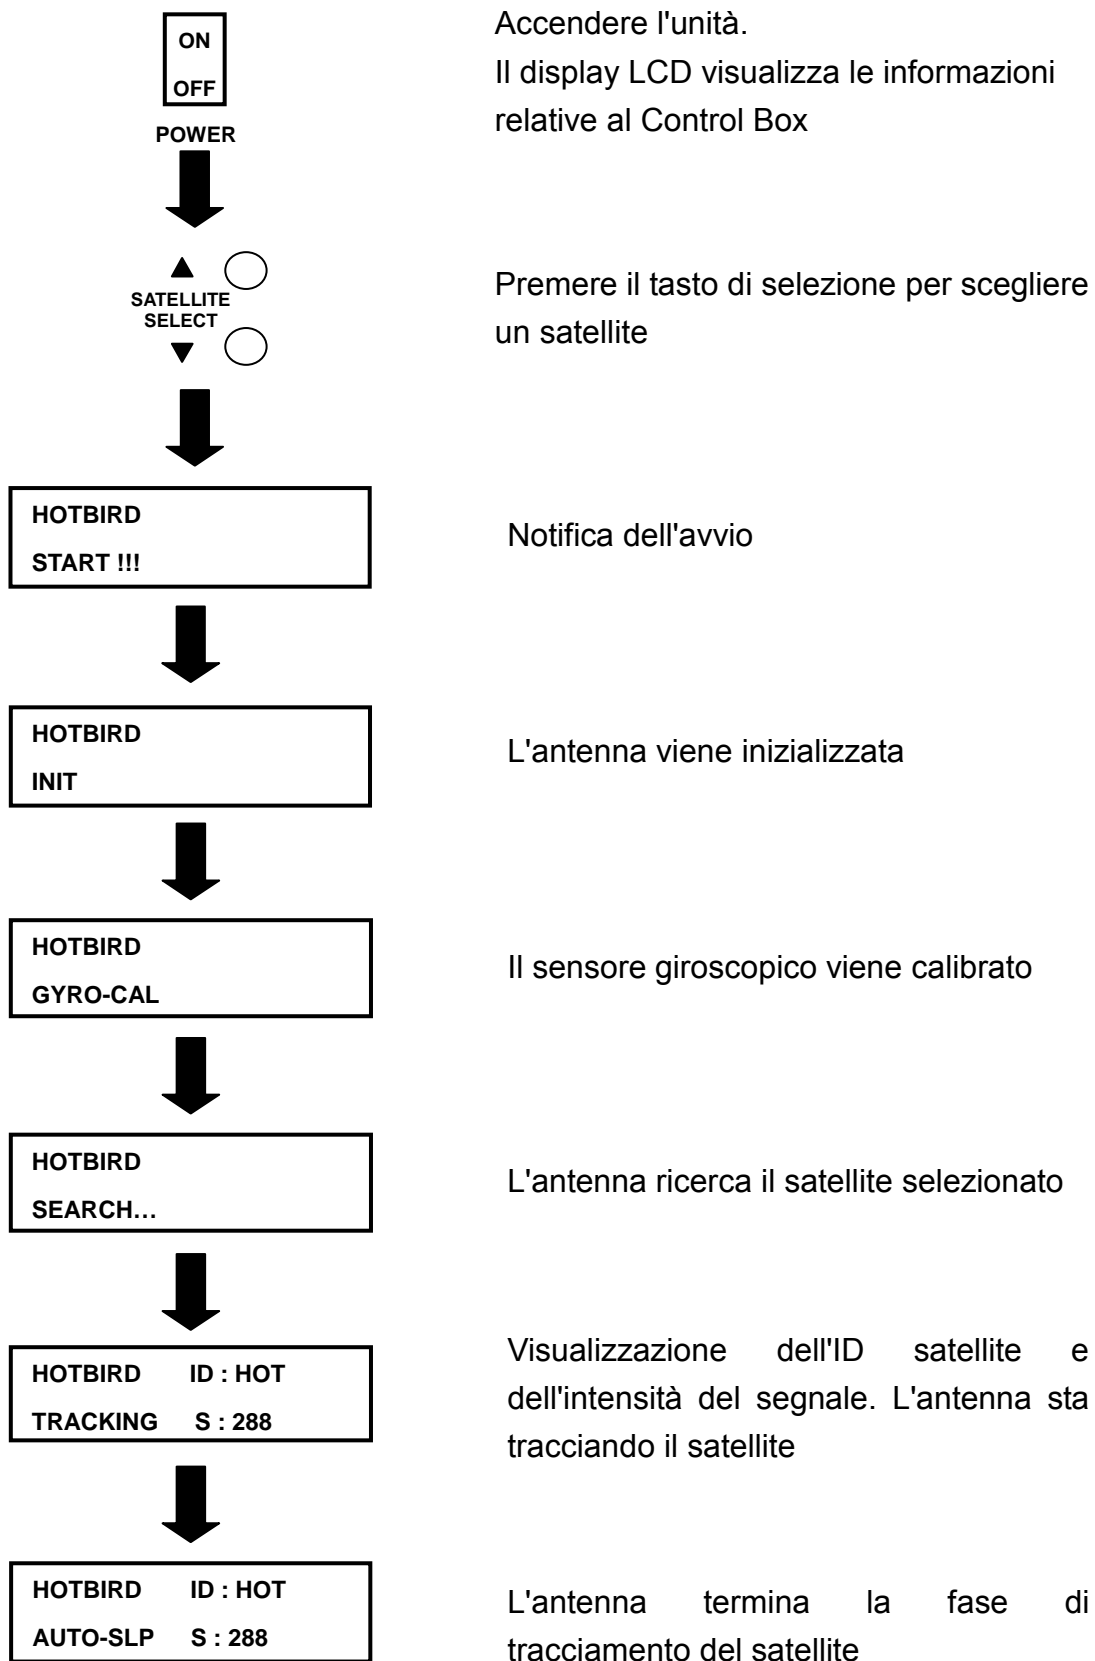 ON
OFF
POWER
Accendere l'unità.
Il display LCD visualizza le informazioni
relative al Control Box
SATELLITE
SELECT
Premere il tasto di selezione per scegliere
un satellite
HOTBIRD
START !!!
Notifica dell'avvio
HOTBIRD
INIT
L'antenna viene inizializzata
HOTBIRD
GYRO-CAL
Il sensore giroscopico viene calibrato
HOTBIRD
SEARCH…
L'antenna ricerca il satellite selezionato
HOTBIRD ID : HOT
TRACKING S : 288
Visualizzazione dell'ID satellite e
dell'intensità del segnale. L'antenna sta
tracciando il satellite
HOTBIRD ID : HOT
AUTO-SLP S : 288
L'antenna termina la fase di
tracciamento del satellite